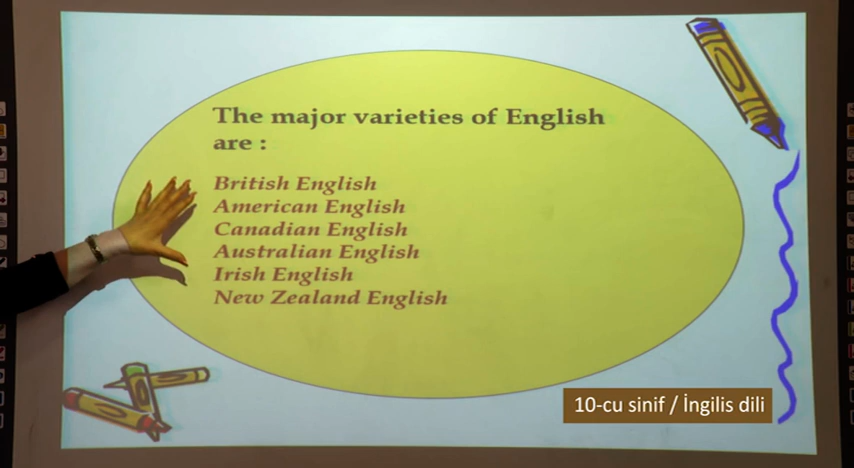 The major varieties of English
are :
British English
American English
Canadian English
Australian English
Irish English
New Zealand English
10-cu sinif / İngilis dili